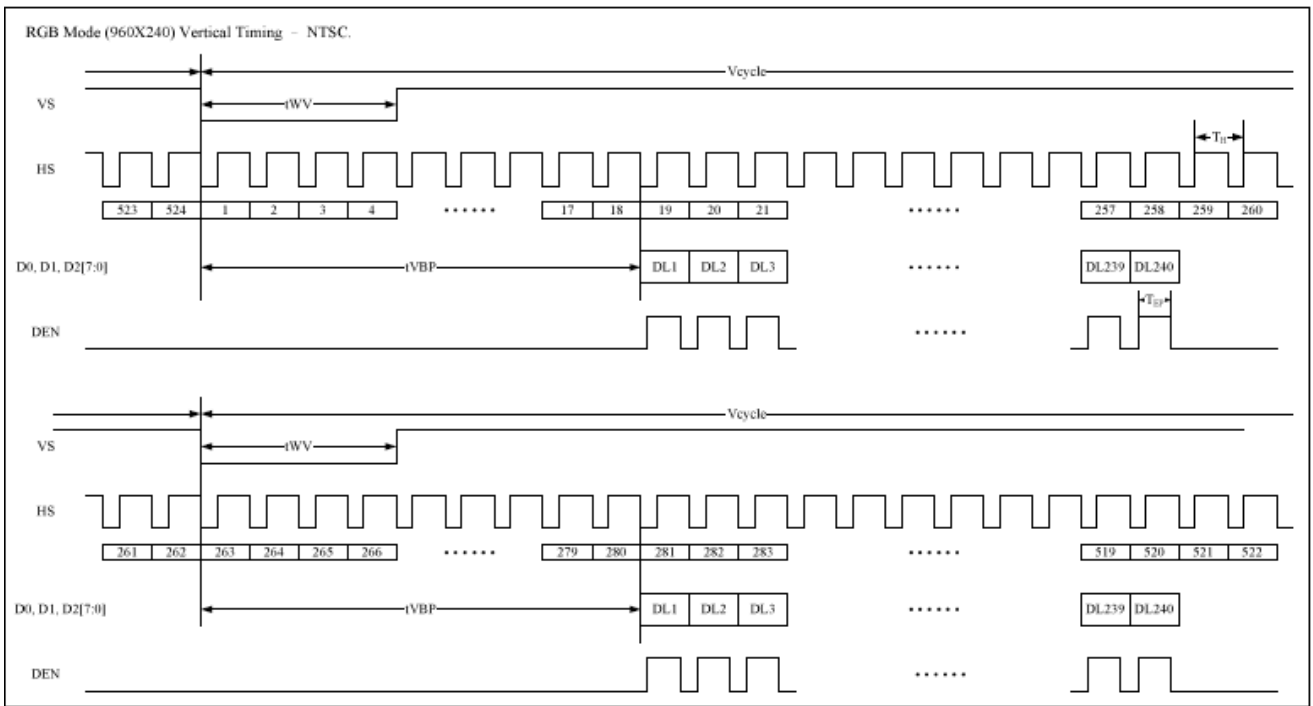 RGB Mode (960X240) Vertical Timing – NTSC.
Vcycle
VS
tWV
TH
HS
523 524 1 2 3 4 ...... 17 18 19 20 21 ...... 257 258 259 260
D0, D1, D2[7:0]
tVBP
DL1 DL2 DL3 ...... DL239 DL240
TEP
DEN
......
Vcycle
VS
tWV
HS
261 262 263 264 265 266 ...... 279 280 281 282 283 ...... 519 520 521 522
D0, D1, D2[7:0]
tVBP
DL1 DL2 DL3 ...... DL239 DL240
DEN
......